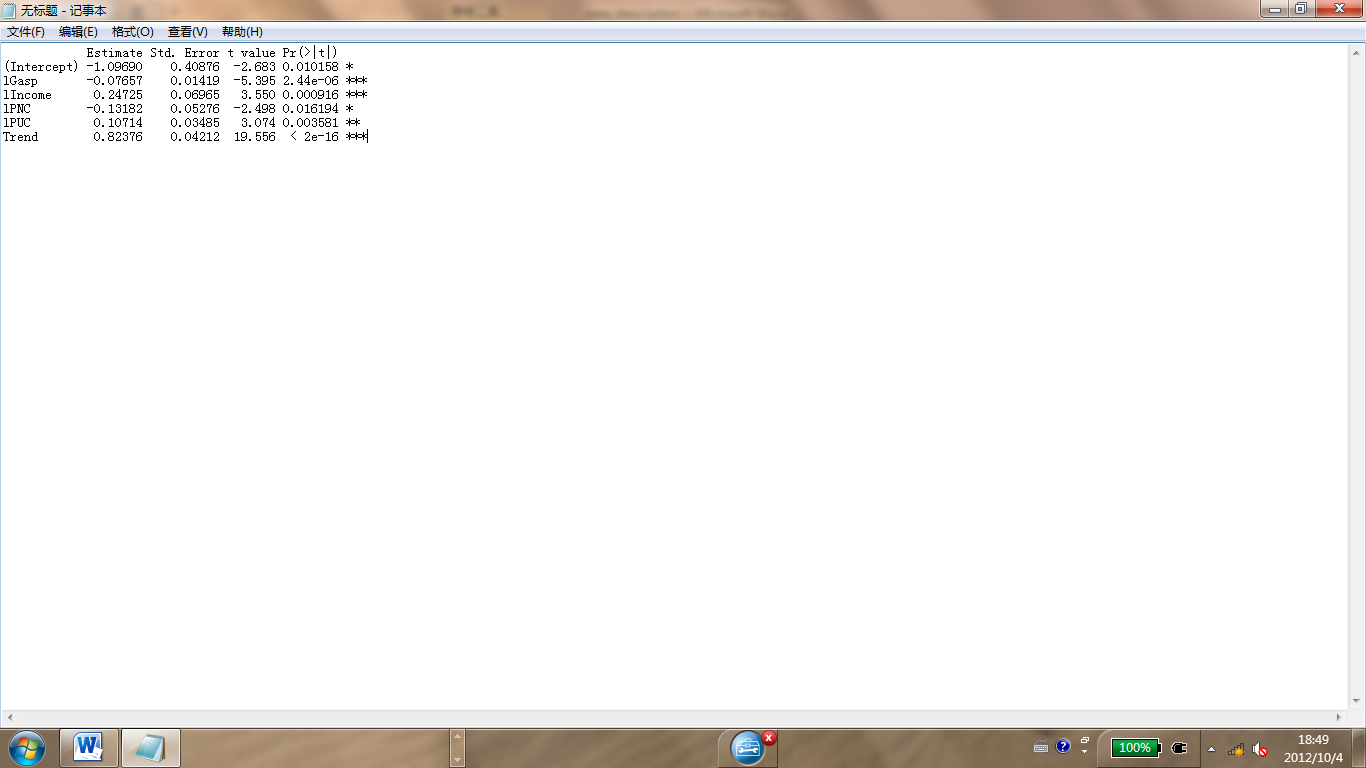 无标题 - 记事本
文件(F) 编辑(E) 格式(O) 查看(V) 帮助(H)
Estimate Std. Error t value Pr(>|t|)
(Intercept) -1.09690 0.40876 -2.683 0.010158 *
lGasp -0.07657 0.01419 -5.395 2.44e-06 ***
lIncome 0.24725 0.06965 3.550 0.000916 ***
lPNC -0.13182 0.05276 -2.498 0.016194 *
lPUC 0.10714 0.03485 3.074 0.003581 **
Trend 0.82376 0.04212 19.556 < 2e-16 ***
100%
18:49
2012/10/4